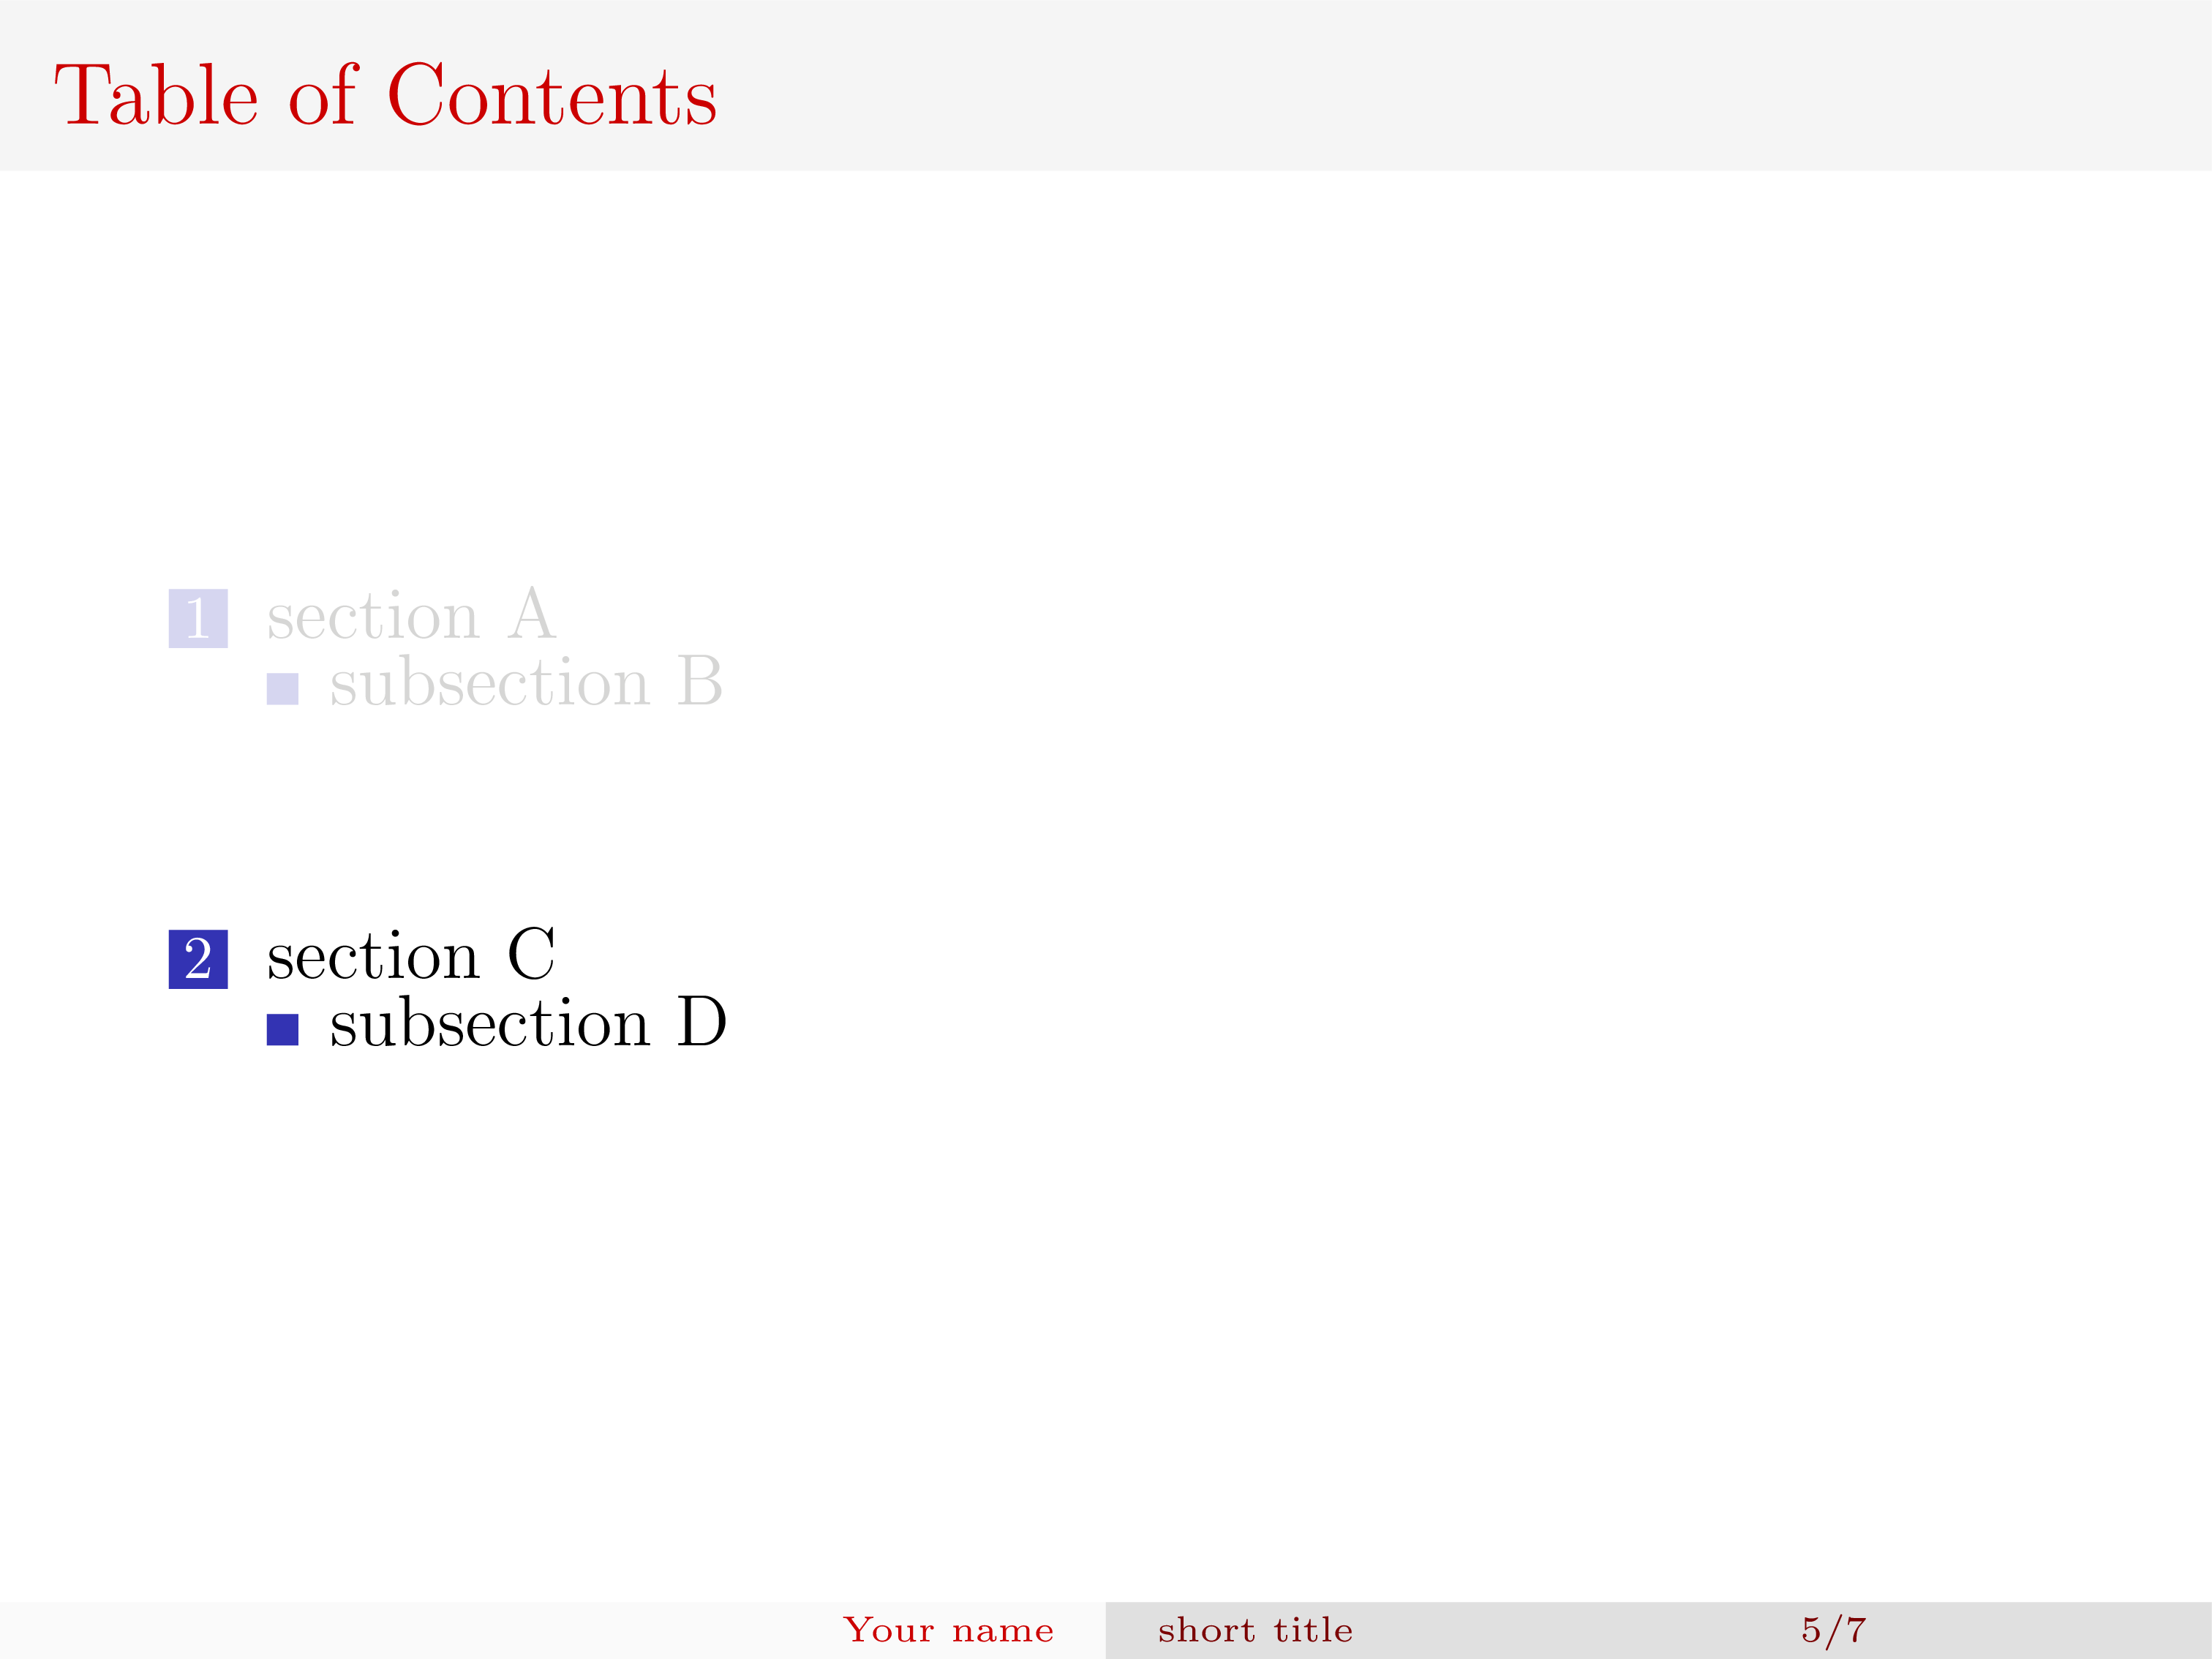 Table of Contents
1 section A
subsection B
2 section C
subsection D
Your name short title 5/7